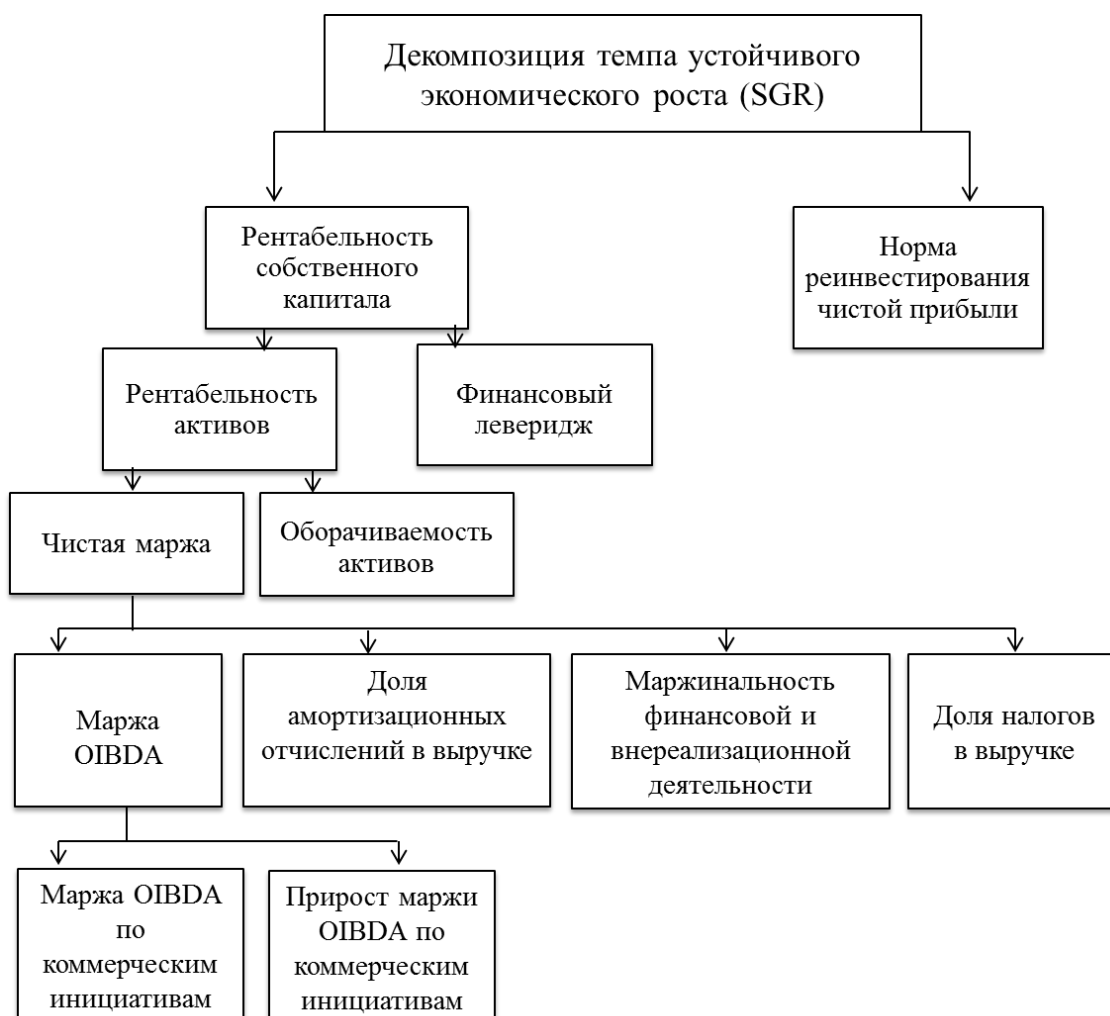 Декомпозиция темпа устойчивого
экономического роста (SGR)
Рентабельность
собственного
капитала
Норма
реинвестирования
чистой прибыли
Рентабельность
активов
Финансовый
леверидж
Чистая маржа
Оборачиваемость
активов
Маржа
OIBDA
Доля
амортизационных
отчислений в выручке
Маржинальность
финансовой и
внереализационной
деятельности
Доля налогов
в выручке
Маржа OIBDA
по
коммерческим
инициативам
Прирост маржи
OIBDA по
коммерческим
инициативам